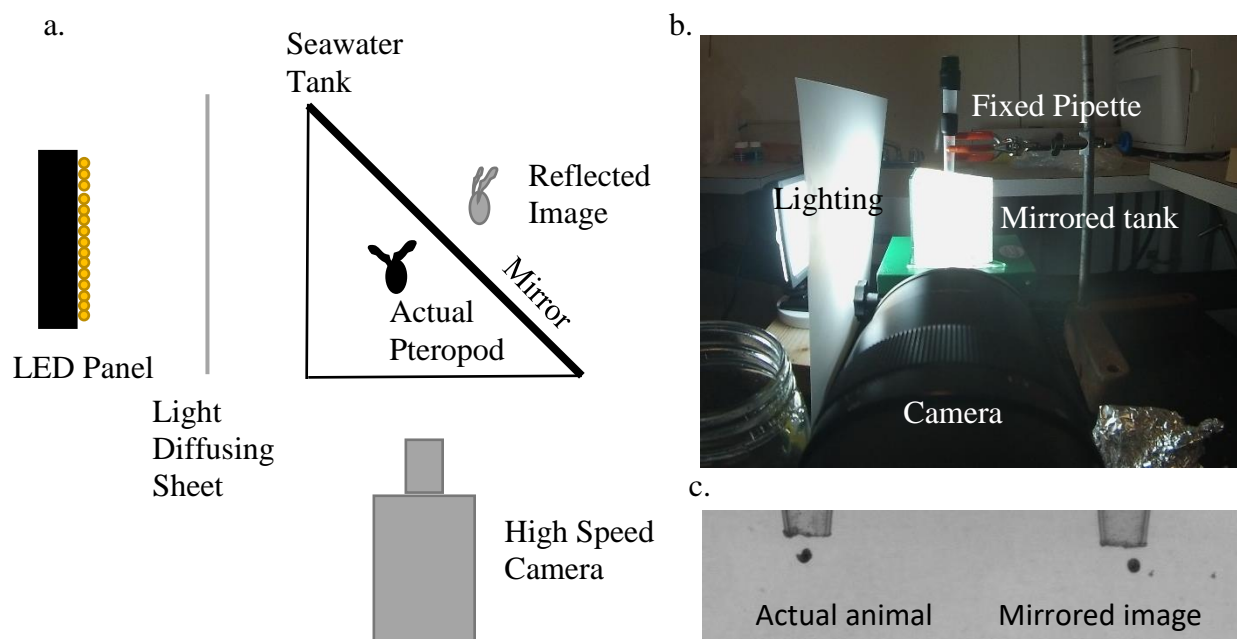 a.
Seawater
Tank
Reflected
Image
Mirror
Actual
Pteropod
LED Panel
Light
Diffusing
Sheet
High Speed
Camera
b.
Fixed Pipette
Lighting
Mirrored tank
Camera
c.
Actual animal
Mirrored image